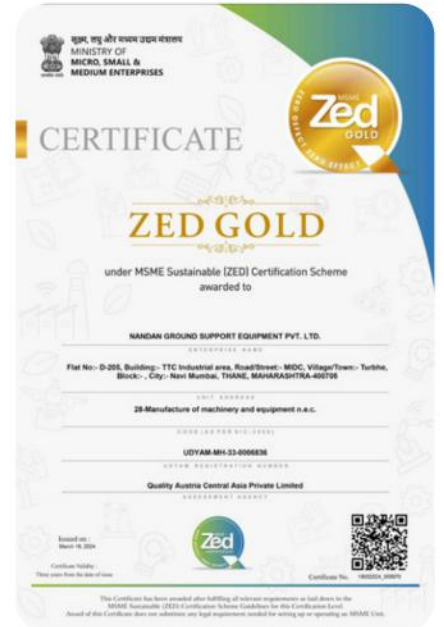 सूक्ष्म, लघु और मध्यम उद्यम मंत्रालय
MINISTRY OF
MICRO, SMALL &
MEDIUM ENTERPRISES
MSME
Zed
GOLD
ZERO DEFECT ZERO EFFECT
CERTIFICATE
ZED GOLD
under MSME Sustainable (ZED) Certification Scheme
awarded to
NANDAN GROUND SUPPORT EQUIPMENT PVT. LTD.
ENTERPRISE NAME
Flat No:- D-205, Building:- TTC Industrial area, Road/Street:- MIDC, Village/Town:- Turbhe,
Block:- , City:- Navi Mumbai, THANE, MAHARASHTRA-400705
UNIT ADDRESS
28-Manufacture of machinery and equipment n.e.c.
CODE (AS PER NIC-2008)
UDYAM-MH-33-0066836
UDYAM REGISTRATION NUMBER
Quality Austria Central Asia Private Limited
ASSESSMENT AGENCY
Issued on :
March 2024
Certificate Validity :
Three years from the date of issue
Zed
Certificate No.
This Certificate has been awarded after fulfilling all relevant requirements as laid down in the
MSME Sustainable (ZED) Certification Scheme Guidelines for this Certification Level.
Award of this Certificate does not substitute any legal requirement needed for setting up or operating as MSME Unit.